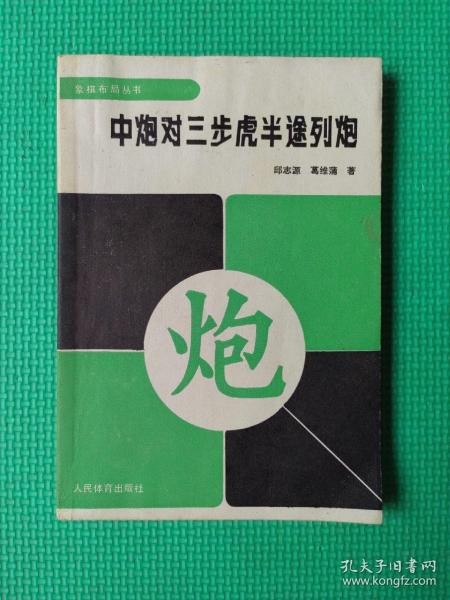 象棋布局丛书
中炮对三步虎半途列炮
邱志源 葛维蒲 著
炮
人民体育出版社
孔夫子旧书网
www.kongfz.com